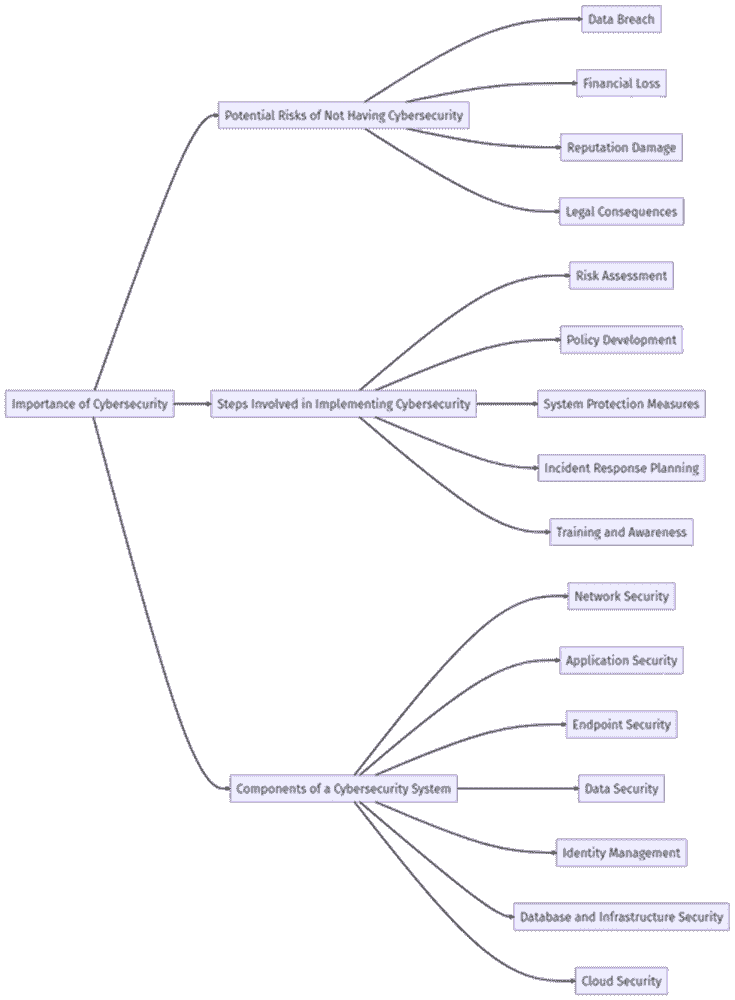 Importance of Cybersecurity
Potential Risks of Not Having Cybersecurity
Data Breach
Financial Loss
Reputation Damage
Legal Consequences
Steps Involved in Implementing Cybersecurity
Risk Assessment
Policy Development
System Protection Measures
Incident Response Planning
Training and Awareness
Components of a Cybersecurity System
Network Security
Application Security
Endpoint Security
Data Security
Identity Management
Database and Infrastructure Security
Cloud Security